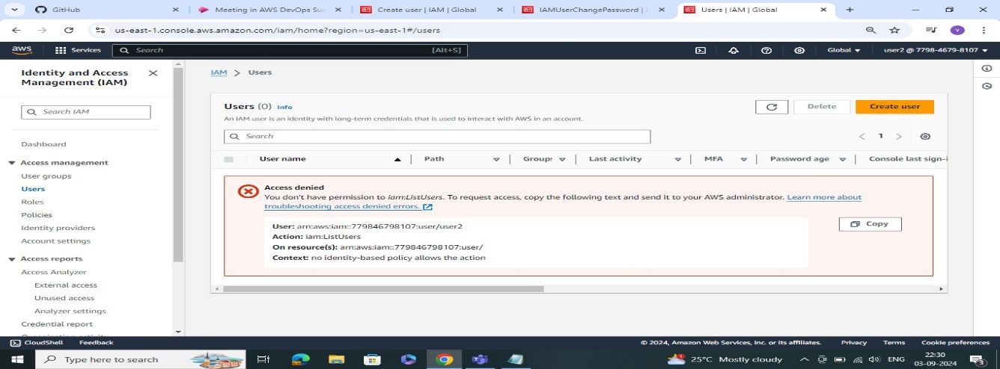 GitHub
Meeting in AWS DevOps Sun
Create user | IAM | Global
IAMUserChangePassword |
Users | IAM | Global
us-east-1.console.aws.amazon.com/iam/home?region=us-east-1#/users
V
aws
Services
Search
[Alt+S]
Global
user2 @ 7798-4679-8107
Identity and Access
Management (IAM)
Search IAM
Dashboard
Access management
User groups
Users
Roles
Policies
Identity providers
Account settings
Access reports
Access Analyzer
External access
Unused access
Analyzer settings
Credential report
IAM > Users
Users (0) Info
An IAM user is an identity with long-term credentials that is used to interact with AWS in an account.
Delete
Create user
Search
1
User name
Path
Group:
Last activity
MFA
Password age
Console last sign-i
Access denied
You don't have permission to iam:ListUsers. To request access, copy the following text and send it to your AWS administrator. Learn more about
troubleshooting access denied errors.
User: arn:aws:iam::779846798107:user/user2
Action: iam:ListUsers
On resource(s): arn:aws:iam::779846798107:user/
Context: no identity-based policy allows the action
Copy
CloudShell
Feedback
© 2024, Amazon Web Services, Inc. or its affiliates.
Privacy
Terms
Cookie preferences
Type here to search
25°C Mostly cloudy
ENG
22:30
03-09-2024
3